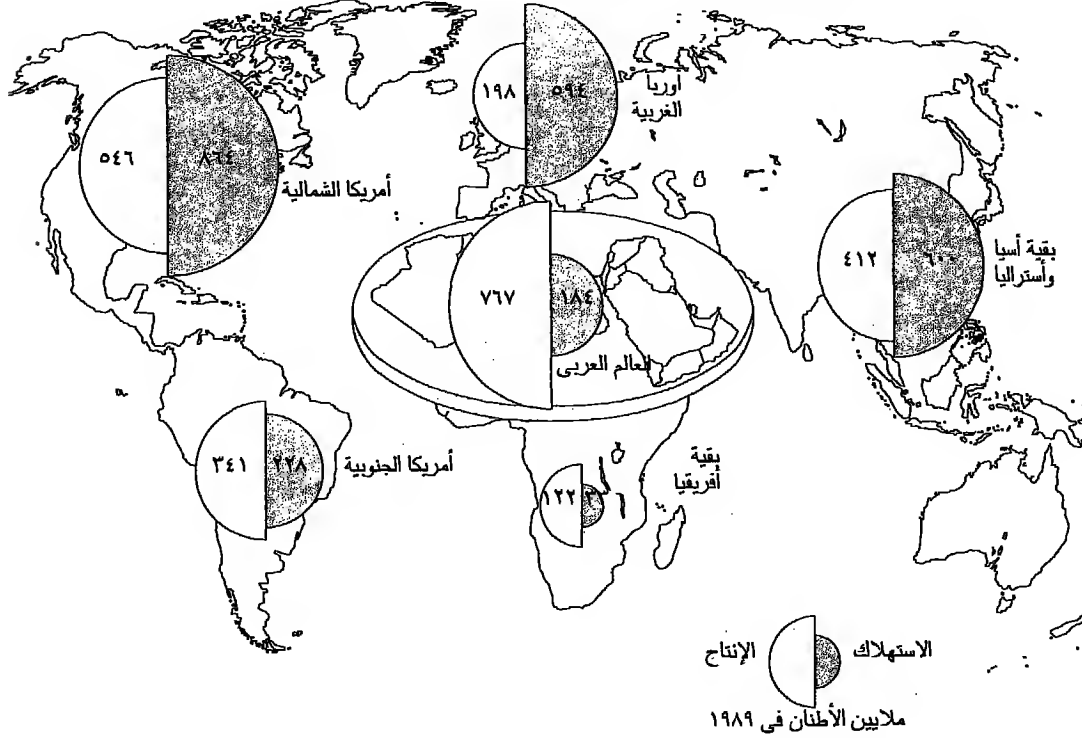 ١٩٨
٥٩٤
أوربا
الغربية
٥٤٦
٨٦٤
أمريكا الشمالية
٤١٢
٦٠٠
بقية أسيا
وأستراليا
٧٦٧
١٨٤
العالم العربى
٣٤١
٢٢٨
أمريكا الجنوبية
بقية
أفريقيا
١٢٢
الإنتاج
الاستهلاك
ملايين الأطنان فى ١٩٨٩